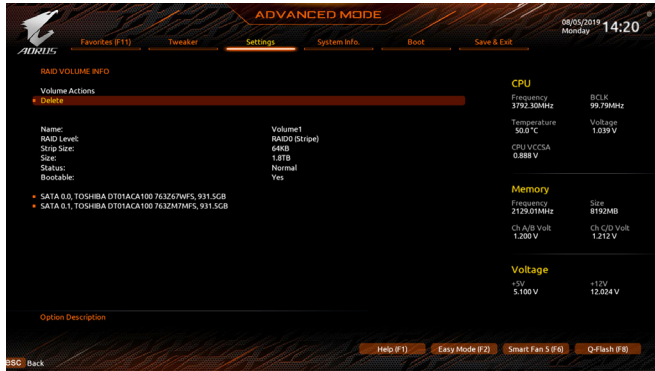 ADVANCED MODE
08/05/2019 14:20
Monday
AORUS
Favorites (F11) Tweaker Settings System Info. Boot Save & Exit
RAID VOLUME INFO
Volume Actions
Delete
Name: Volume1
RAID Level: RAID0 (Stripe)
Strip Size: 64KB
Size: 1.8TB
Status: Normal
Bootable: Yes
SATA 0.0, TOSHIBA DT01ACA100 763Z67WFS, 931.5GB
SATA 0.1, TOSHIBA DT01ACA100 763ZM7MFS, 931.5GB
CPU
Frequency BCLK
3792.30MHz 99.79MHz
Temperature Voltage
50.0 °C 1.039 V
CPU VCCSA
0.888 V
Memory
Frequency Size
2129.01MHz 8192MB
Ch A/B Volt Ch C/D Volt
1.200 V 1.212 V
Voltage
+5V +12V
5.100 V 12.024 V
Option Description
Help (F1) Easy Mode (F2) Smart Fan 5 (F6) Q-Flash (F8)
esc Back